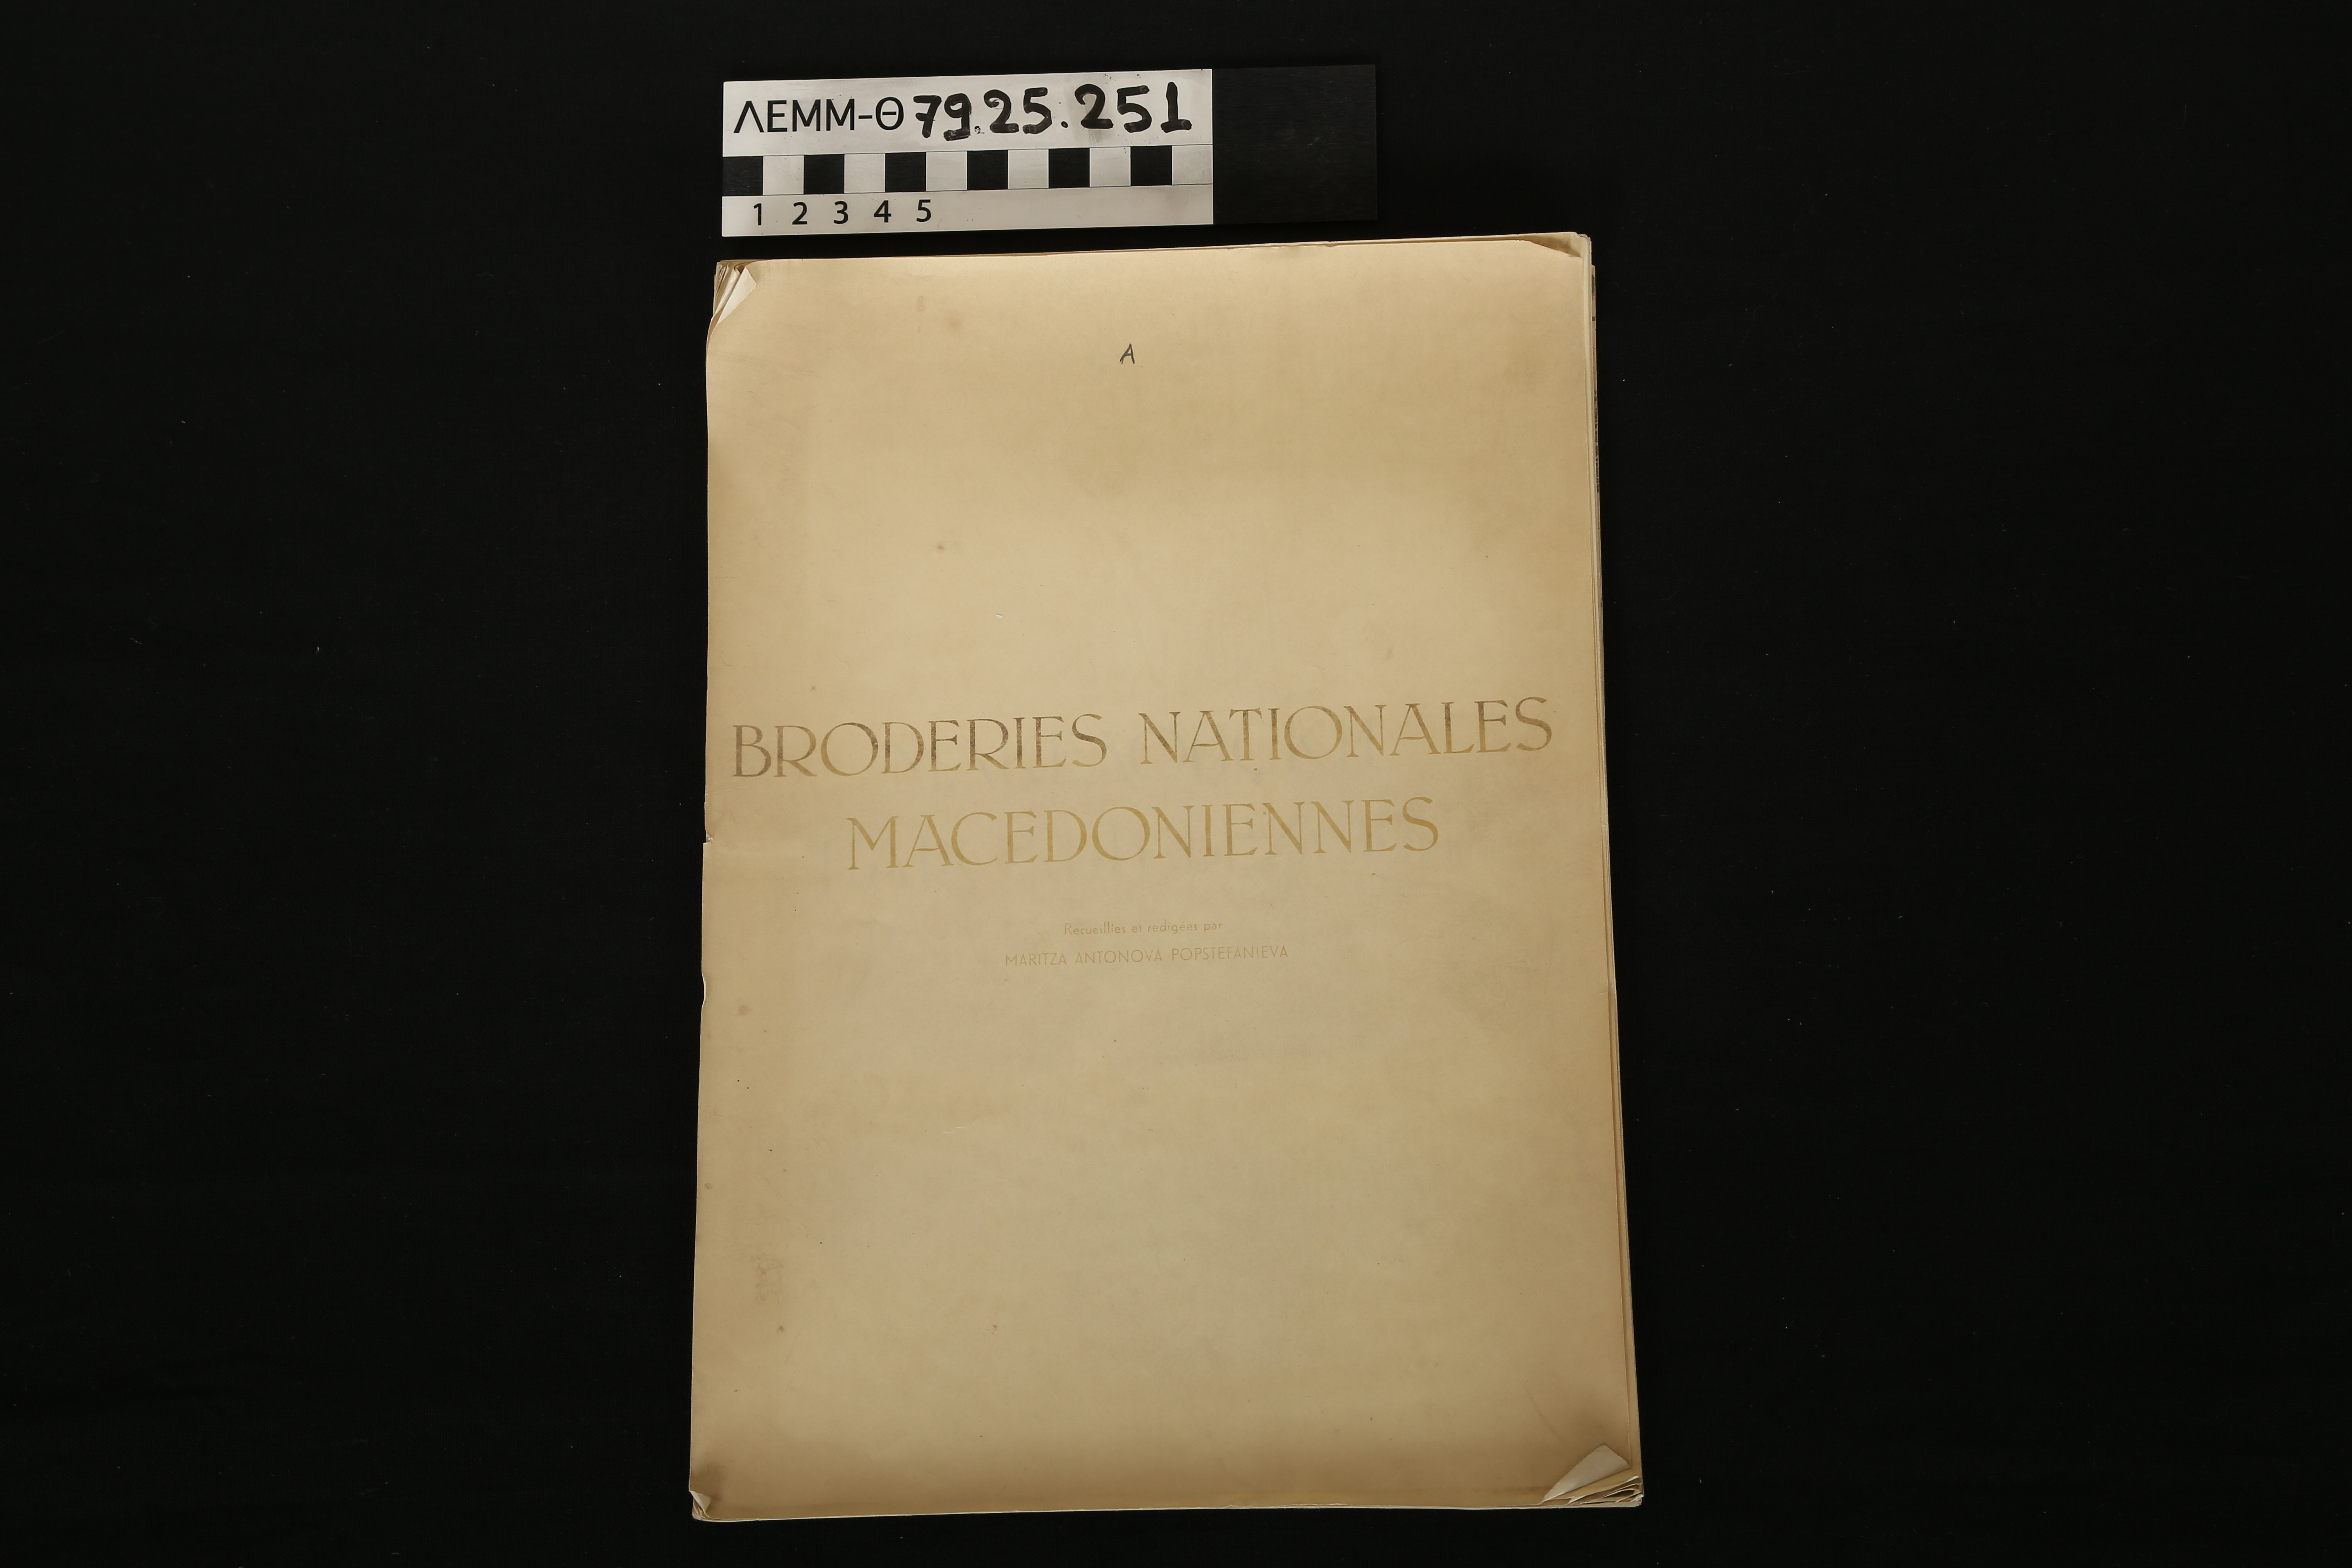 ΛΕΜΜ-Θ 79.25.251
1 2 3 4 5
A
BRODERIES NATIONALES
MACEDONIENNES
Recueillies et redigées par
MARITZA ANTONOVA POPSTEFANIEVA